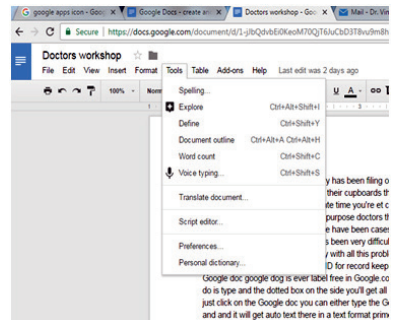 google apps icon - Goo
Google Docs - create an
Doctors workshop - Goo
Mail - Dr. Vin
Secure
https://docs.google.com/document/d/1-jIbQdvbEi0KeoM70QjT6JuCbD3T8vu9m8h
Doctors workshop
File Edit View Insert Format Tools Table Add-ons Help Last edit was 2 days ago
100% Norm U A
Spelling...
Explore Ctrl+Alt+Shift+I
Define Ctrl+Shift+Y
Document outline Ctrl+Alt+A Ctrl+Alt+H
Word count Ctrl+Shift+C
Voice typing... Ctrl+Shift+S
Translate document...
Script editor...
Preferences...
Personal dictionary...
y has been filing o
their cupboards th
te time you're et c
purpose doctors th
e have been cases
s been very difficul
y with all this probl
D for record keep
Google doc google dog is ever label free in Google.co
do is type and the dotted box on the side you'll get all
just click on the Google doc you can either type the G
and and it will get auto text there in a text format prim